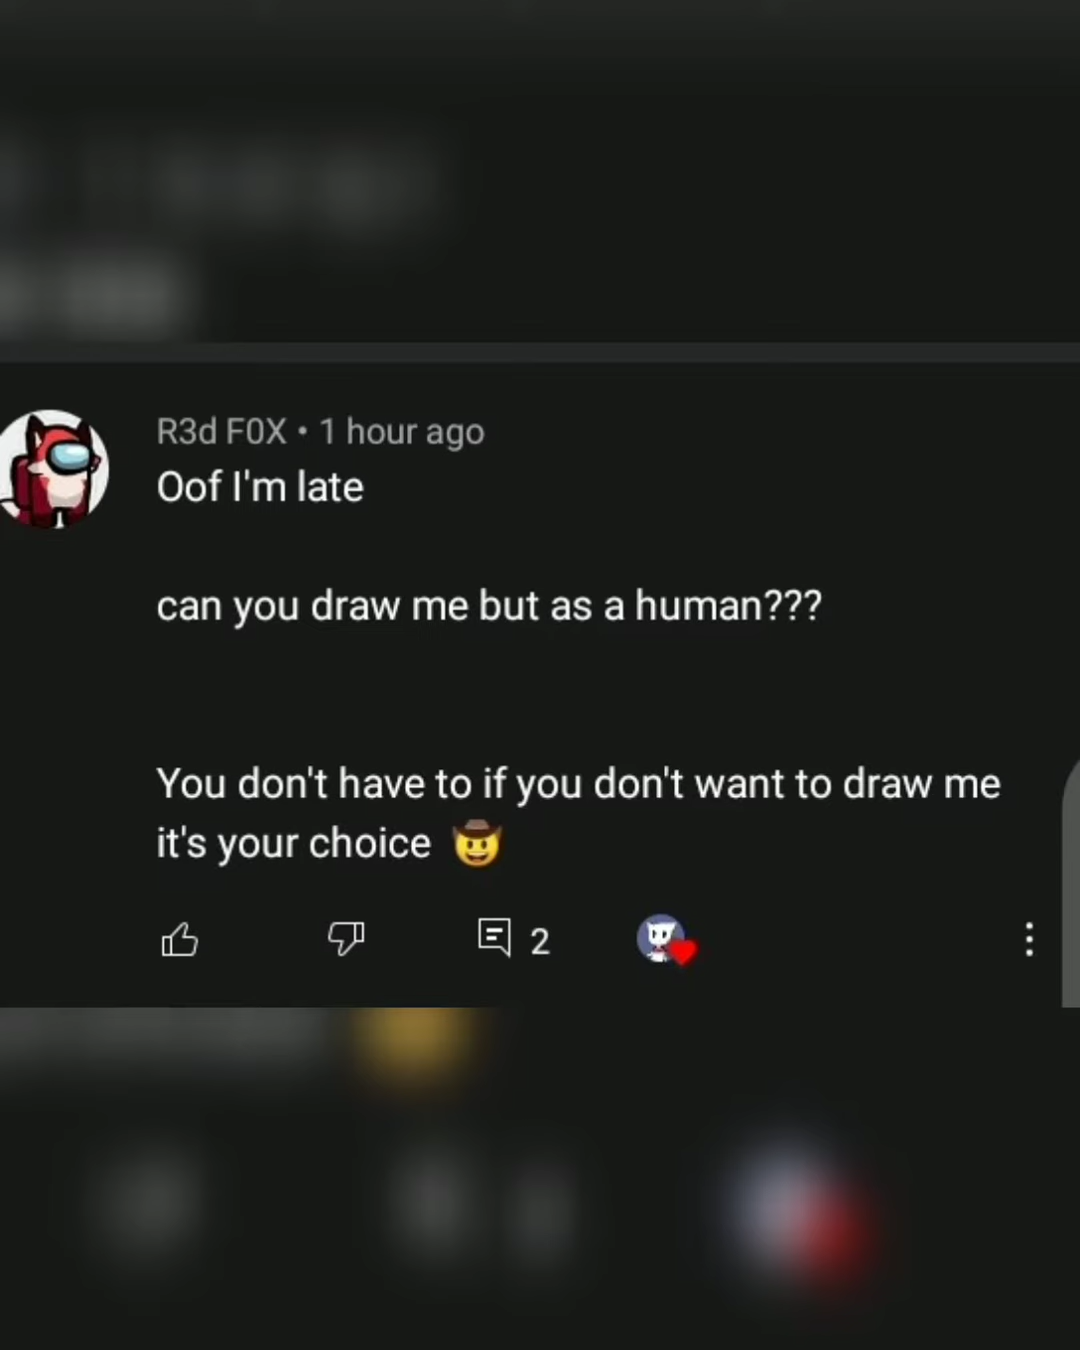 R3d F0X • 1 hour ago
Oof I'm late
can you draw me but as a human???
You don't have to if you don't want to draw me
it's your choice 🤠
2